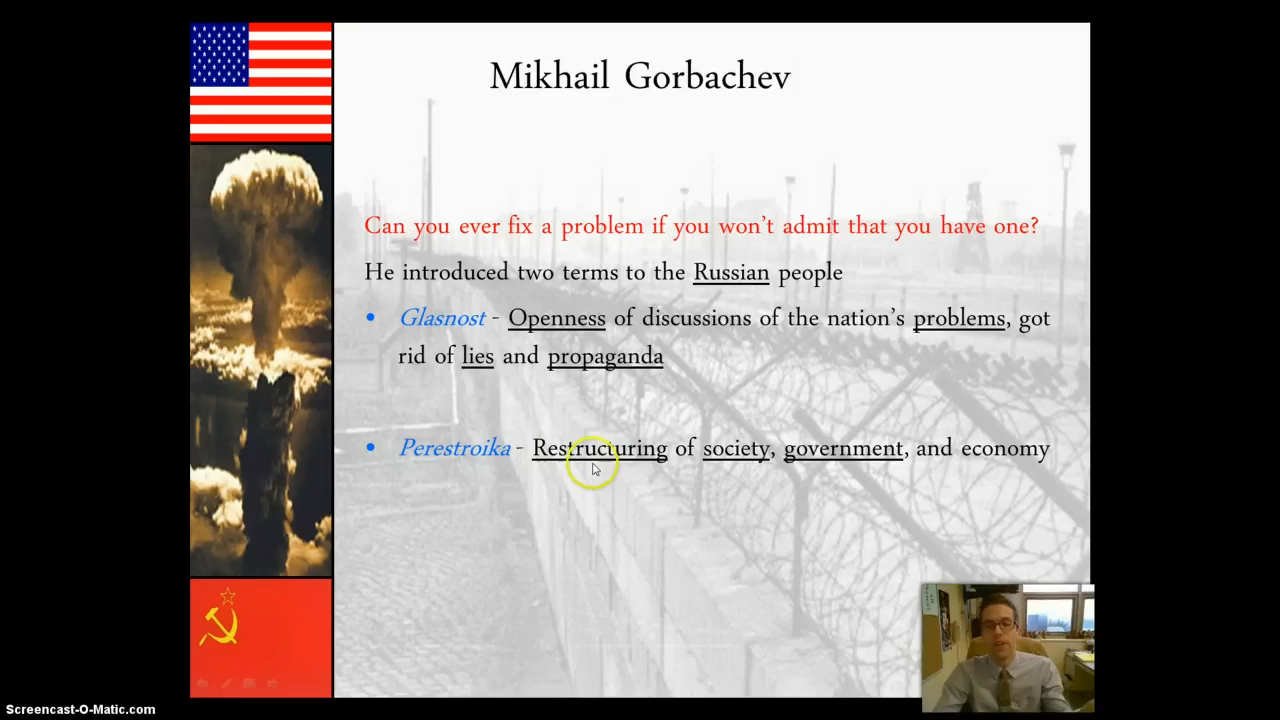 Mikhail Gorbachev
Can you ever fix a problem if you won't admit that you have one?
He introduced two terms to the Russian people
• Glasnost - Openness of discussions of the nation's problems, got
rid of lies and propaganda
• Perestroika - Restructuring of society, government, and economy
Screencast-O-Matic.com